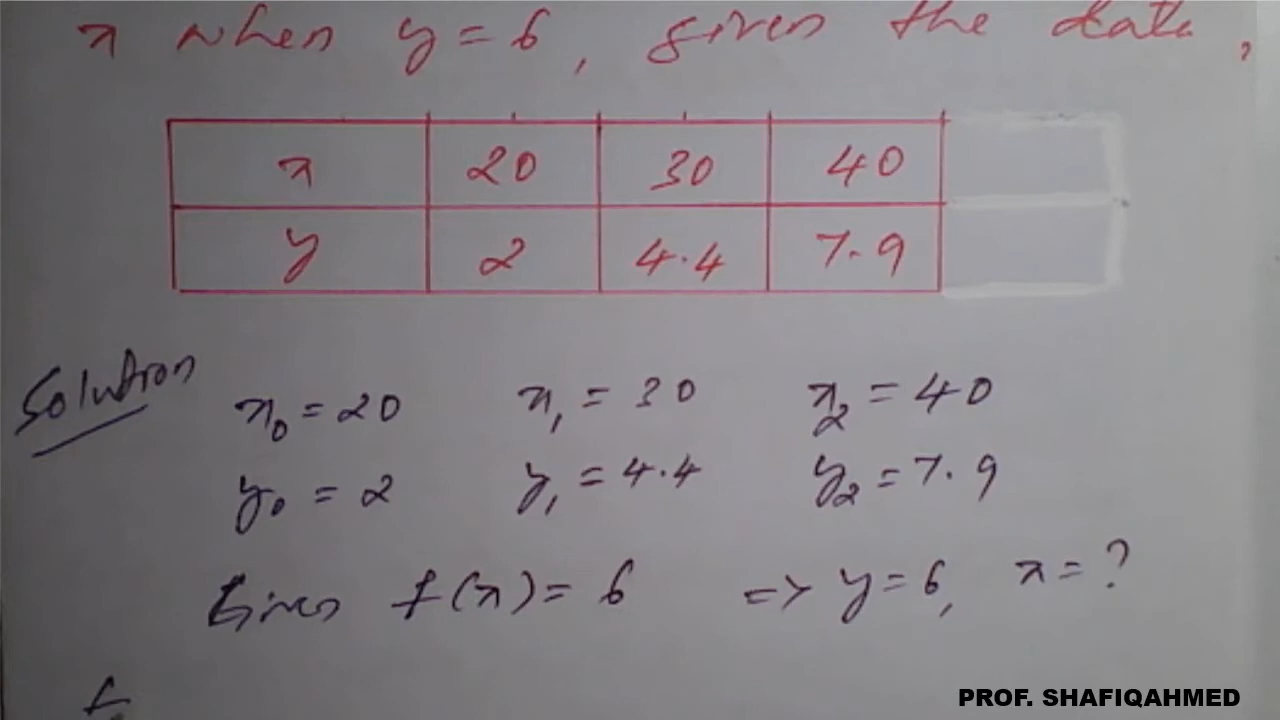 x when y = 6, given the data,
x 20 30 40
y 2 4.4 7.9
Solution
x₀ = 20 x₁ = 30 x₂ = 40
y₀ = 2 y₁ = 4.4 y₂ = 7.9
Given f(x) = 6 => y = 6, x = ?
PROF. SHAFIQAHMED